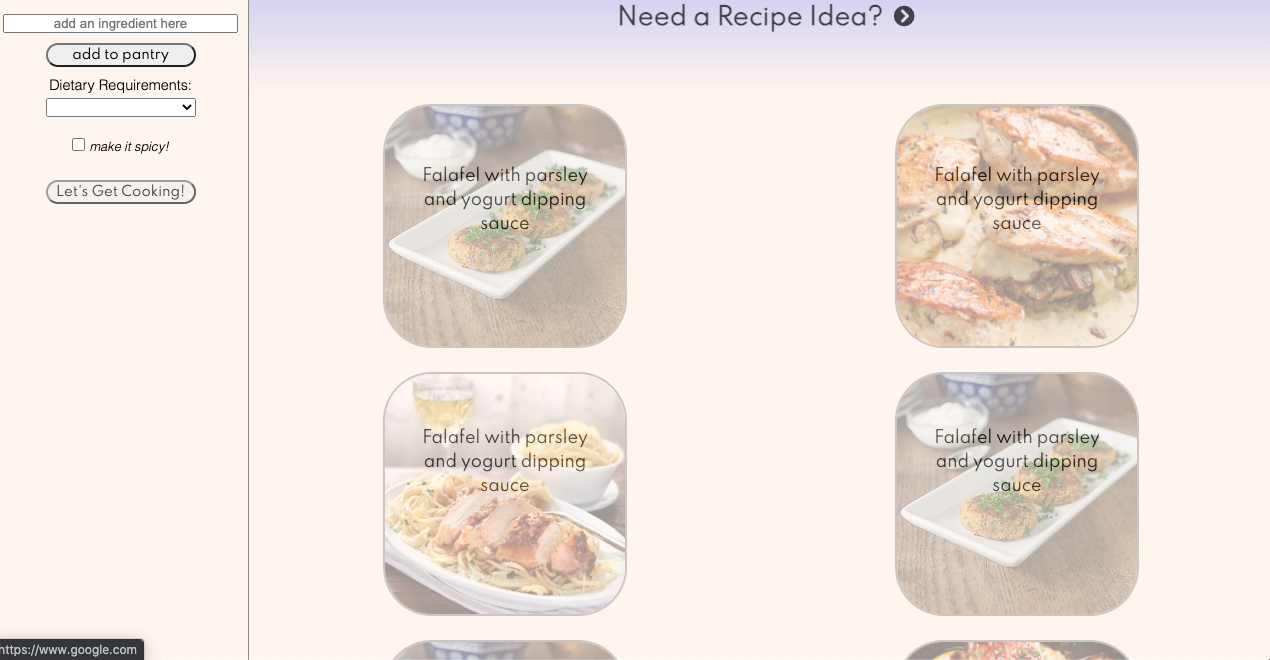 add an ingredient here
add to pantry
Dietary Requirements:
make it spicy!
Let's Get Cooking!
Need a Recipe Idea?
Falafel with parsley
and yogurt dipping
sauce
Falafel with parsley
and yogurt dipping
sauce
Falafel with parsley
and yogurt dipping
sauce
Falafel with parsley
and yogurt dipping
sauce
https://www.google.com